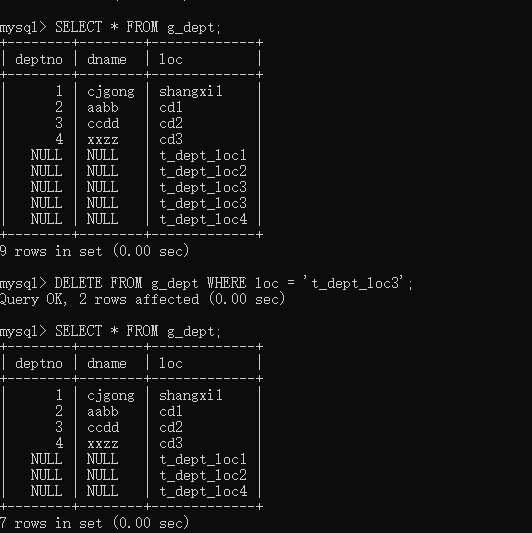 mysql> SELECT * FROM g_dept;
+--------+--------+-------------+
| deptno | dname  | loc         |
+--------+--------+-------------+
|      1 | cjgong | shangxi1    |
|      2 | aabb   | cd1         |
|      3 | ccdd   | cd2         |
|      4 | xxzz   | cd3         |
|   NULL | NULL   | t_dept_loc1 |
|   NULL | NULL   | t_dept_loc2 |
|   NULL | NULL   | t_dept_loc3 |
|   NULL | NULL   | t_dept_loc3 |
|   NULL | NULL   | t_dept_loc4 |
+--------+--------+-------------+
9 rows in set (0.00 sec)
mysql> DELETE FROM g_dept WHERE loc = 't_dept_loc3';
Query OK, 2 rows affected (0.00 sec)
mysql> SELECT * FROM g_dept;
+--------+--------+-------------+
| deptno | dname  | loc         |
+--------+--------+-------------+
|      1 | cjgong | shangxi1    |
|      2 | aabb   | cd1         |
|      3 | ccdd   | cd2         |
|      4 | xxzz   | cd3         |
|   NULL | NULL   | t_dept_loc1 |
|   NULL | NULL   | t_dept_loc2 |
|   NULL | NULL   | t_dept_loc4 |
+--------+--------+-------------+
7 rows in set (0.00 sec)